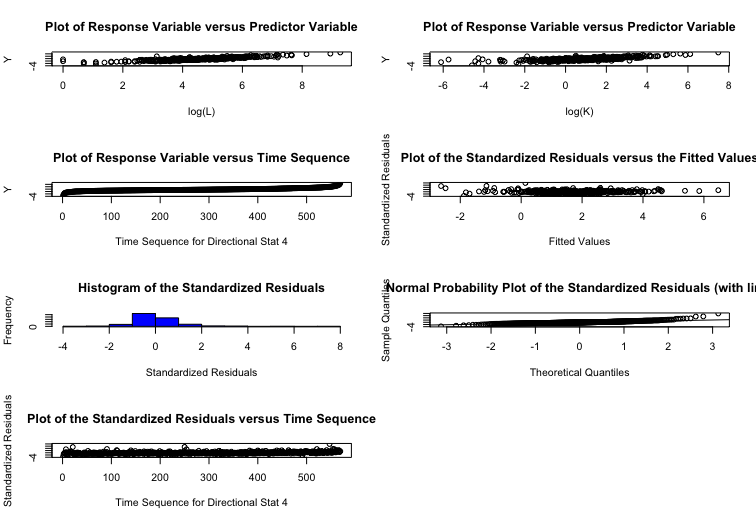 Plot of Response Variable versus Predictor Variable
Y
-4
0 2 4 6 8
log(L)
Plot of Response Variable versus Predictor Variable
Y
-4
-6 -4 -2 0 2 4 6 8
log(K)
Plot of Response Variable versus Time Sequence
Y
-4
0 100 200 300 400 500
Time Sequence for Directional Stat 4
Plot of the Standardized Residuals versus the Fitted Values
Standardized Residuals
-4
-2 0 2 4 6
Fitted Values
Histogram of the Standardized Residuals
Frequency
0
-4 -2 0 2 4 6 8
Standardized Residuals
Normal Probability Plot of the Standardized Residuals (with lin
Sample Quantiles
-4
-3 -2 -1 0 1 2 3
Theoretical Quantiles
Plot of the Standardized Residuals versus Time Sequence
Standardized Residuals
-4
0 100 200 300 400 500
Time Sequence for Directional Stat 4